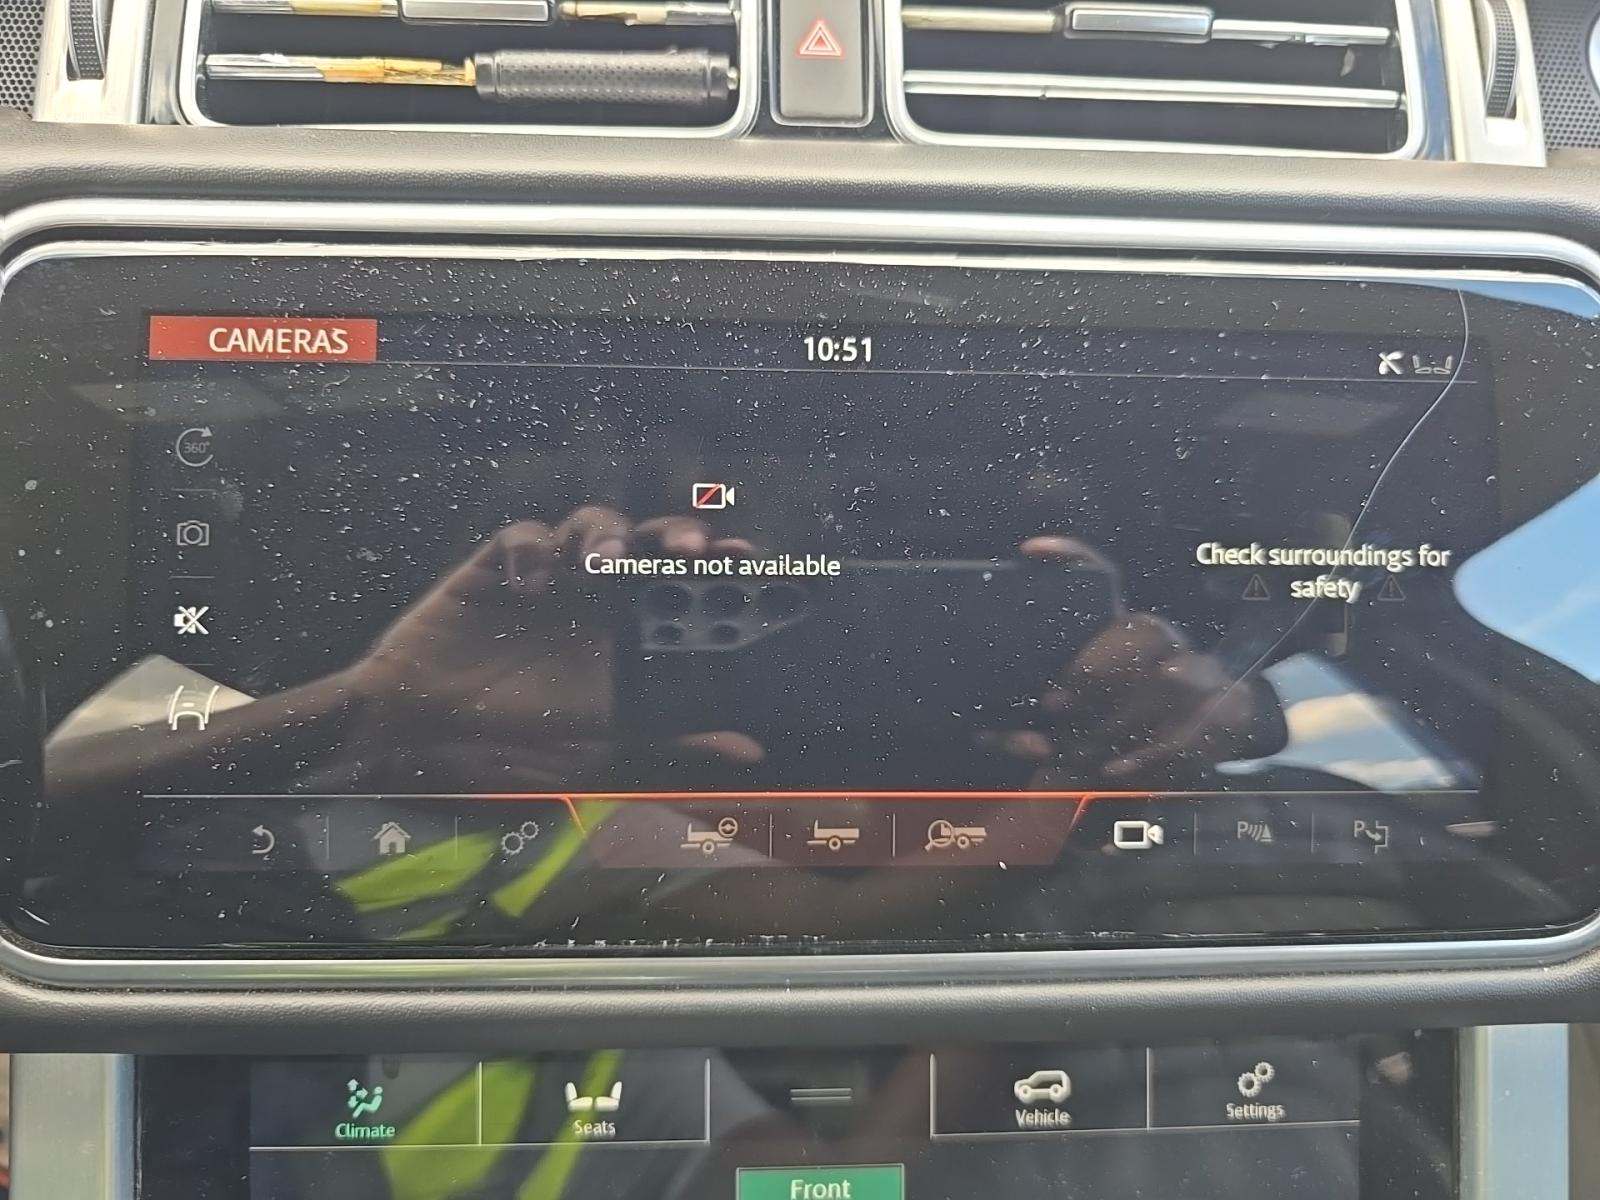 CAMERAS
10:51
360°
Cameras not available
Check surroundings for
safety
P
P
Climate
Seats
Vehicle
Settings
Front